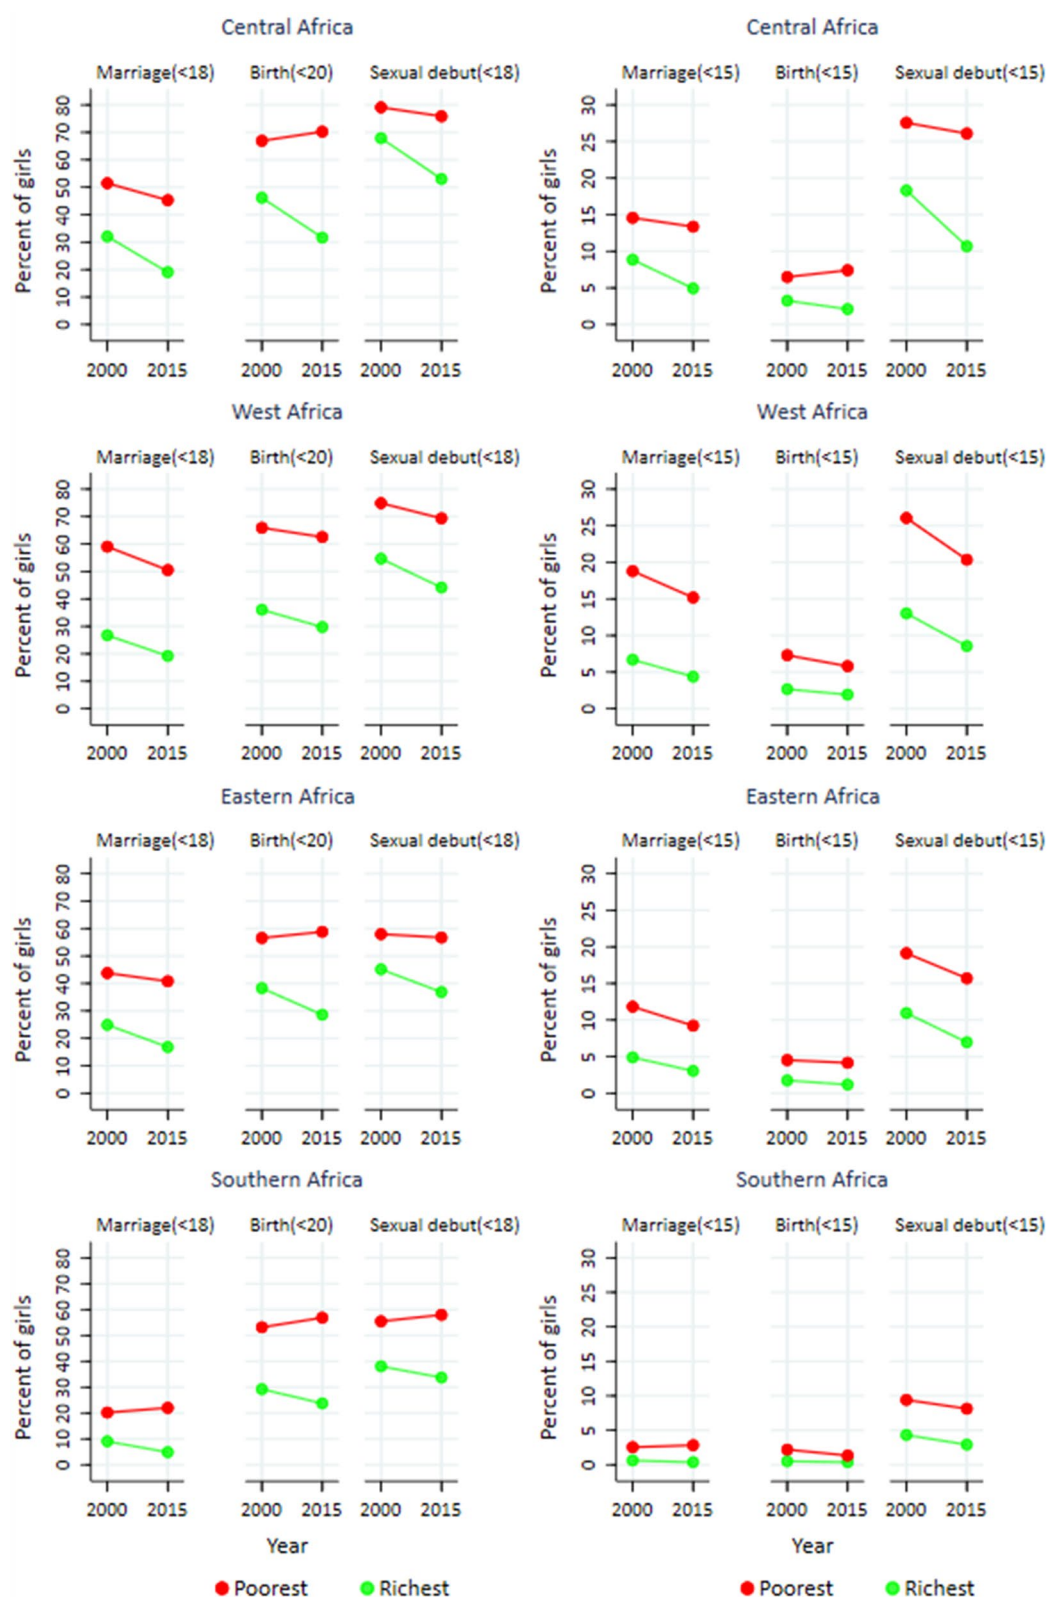 Central Africa
Marriage(<18) Birth(<20) Sexual debut(<18)
Percent of girls
80
70
60
50
40
30
20
10
0
2000 2015 2000 2015 2000 2015
Central Africa
Marriage(<15) Birth(<15) Sexual debut(<15)
Percent of girls
30
25
20
15
10
5
0
2000 2015 2000 2015 2000 2015
West Africa
Marriage(<18) Birth(<20) Sexual debut(<18)
Percent of girls
80
70
60
50
40
30
20
10
0
2000 2015 2000 2015 2000 2015
West Africa
Marriage(<15) Birth(<15) Sexual debut(<15)
Percent of girls
30
25
20
15
10
5
0
2000 2015 2000 2015 2000 2015
Eastern Africa
Marriage(<18) Birth(<20) Sexual debut(<18)
Percent of girls
80
70
60
50
40
30
20
10
0
2000 2015 2000 2015 2000 2015
Eastern Africa
Marriage(<15) Birth(<15) Sexual debut(<15)
Percent of girls
30
25
20
15
10
5
0
2000 2015 2000 2015 2000 2015
Southern Africa
Marriage(<18) Birth(<20) Sexual debut(<18)
Percent of girls
80
70
60
50
40
30
20
10
0
2000 2015 2000 2015 2000 2015
Year
Poorest Richest
Southern Africa
Marriage(<15) Birth(<15) Sexual debut(<15)
Percent of girls
30
25
20
15
10
5
0
2000 2015 2000 2015 2000 2015
Year
Poorest Richest